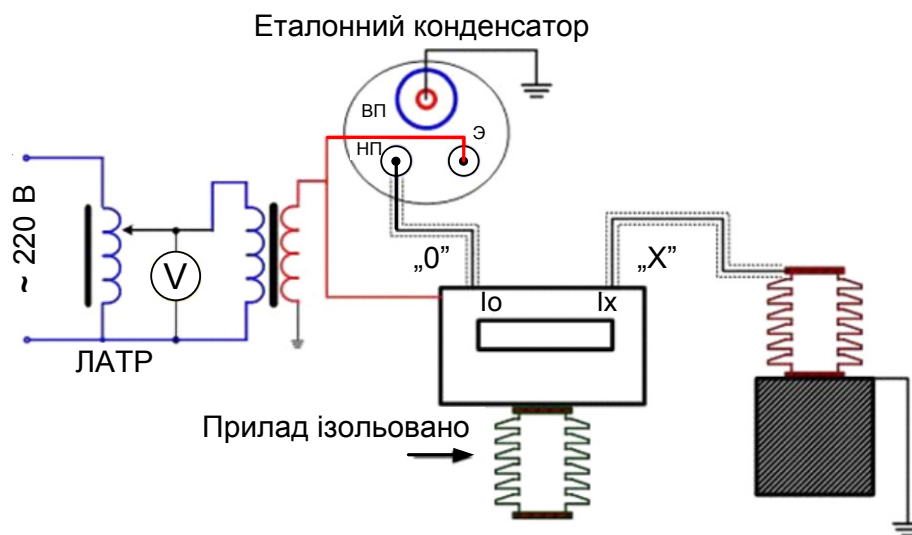 Еталонний конденсатор
ВП
НП
Э
~ 220 В
V
ЛАТР
„0”
„X”
Io
Ix
Прилад ізольовано